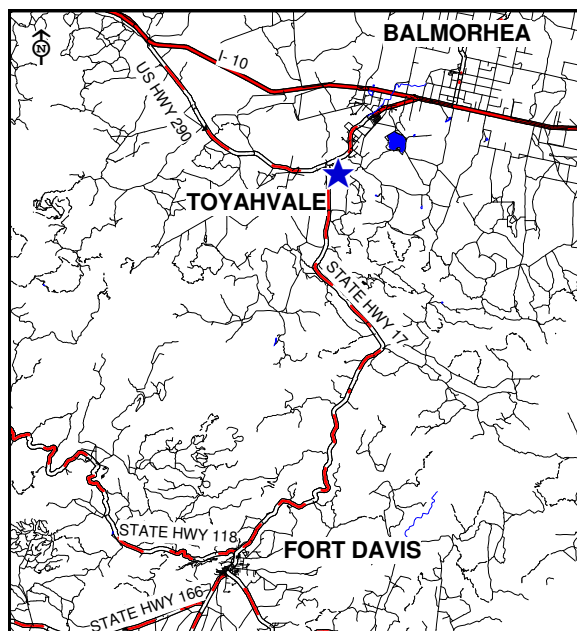 BALMORHEA
N
I- 10
US HWY 290
TOYAHVALE
STATE HWY 17
STATE HWY 118
FORT DAVIS
STATE HWY 166